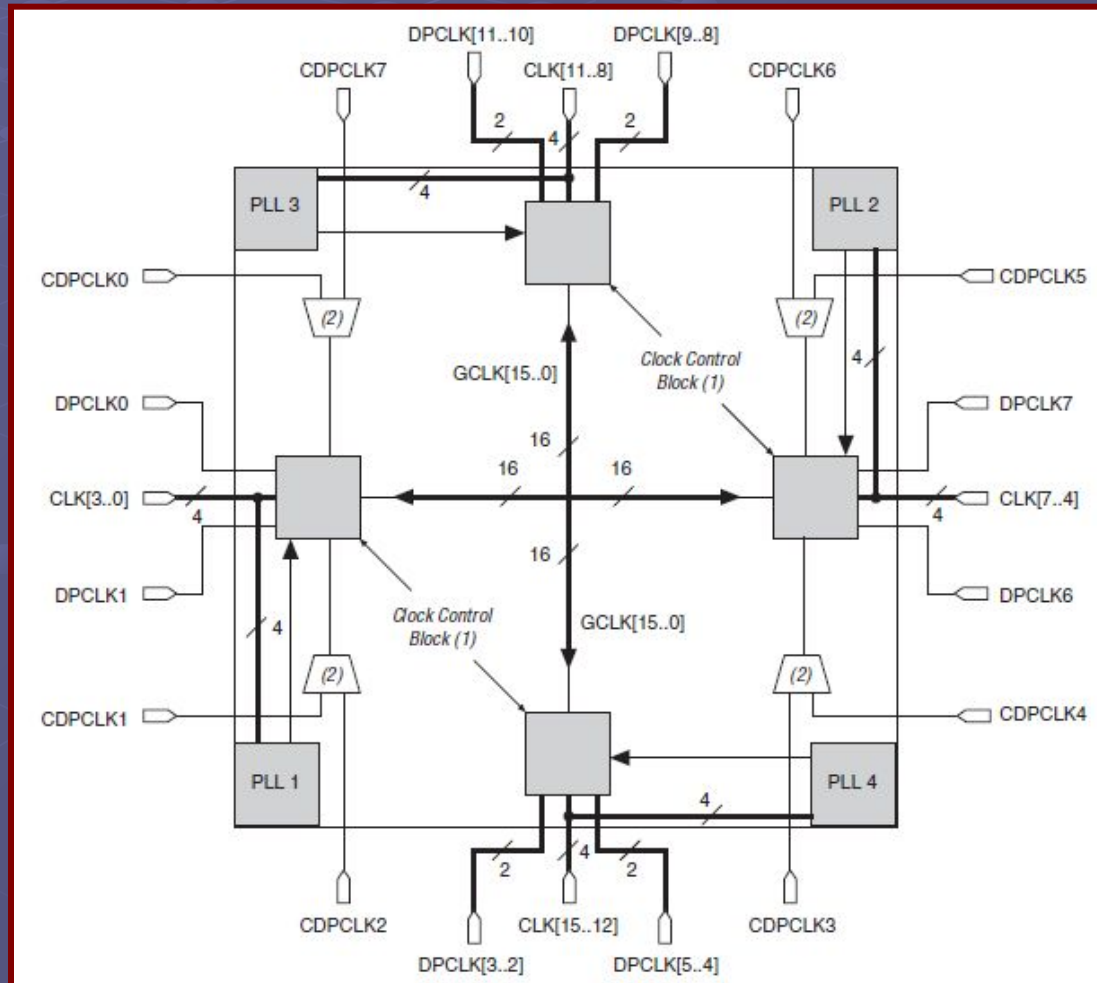 DPCLK[11..10]
DPCLK[9..8]
CDPCLK7
CLK[11..8]
CDPCLK6
2
4
2
4
PLL 3
PLL 2
CDPCLK0
CDPCLK5
(2)
(2)
Clock Control
Block (1)
4
GCLK[15..0]
DPCLK0
DPCLK7
16
16
16
CLK[3..0]
4
CLK[7..4]
4
16
DPCLK1
DPCLK6
Clock Control
Block (1)
GCLK[15..0]
4
(2)
(2)
CDPCLK1
CDPCLK4
PLL 1
PLL 4
4
2
4
2
CDPCLK2
CLK[15..12]
CDPCLK3
DPCLK[3..2]
DPCLK[5..4]